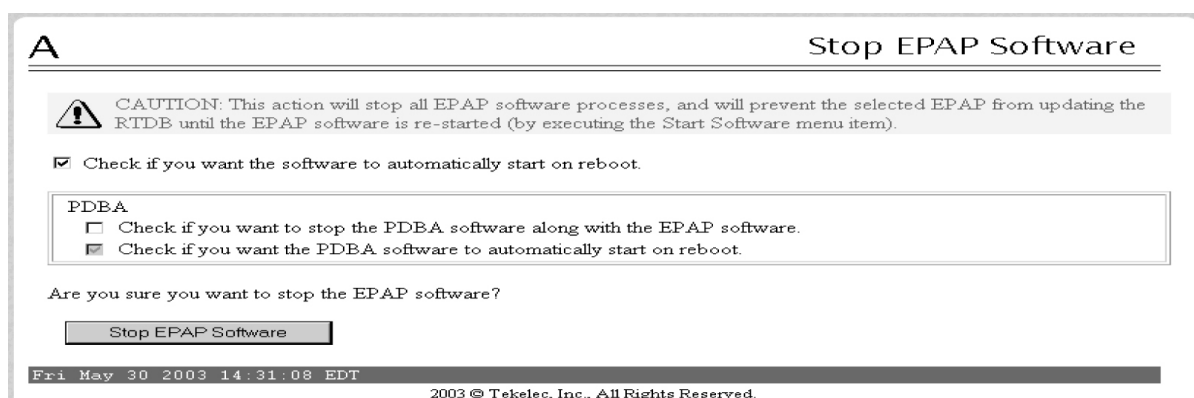 A
Stop EPAP Software
CAUTION: This action will stop all EPAP software processes, and will prevent the selected EPAP from updating the
RTDB until the EPAP software is re-started (by executing the Start Software menu item).
Check if you want the software to automatically start on reboot.
PDBA
Check if you want to stop the PDBA software along with the EPAP software.
Check if you want the PDBA software to automatically start on reboot.
Are you sure you want to stop the EPAP software?
Stop EPAP Software
Fri May 30 2003 14:31:08 EDT
2003 © Tekelec, Inc., All Rights Reserved.